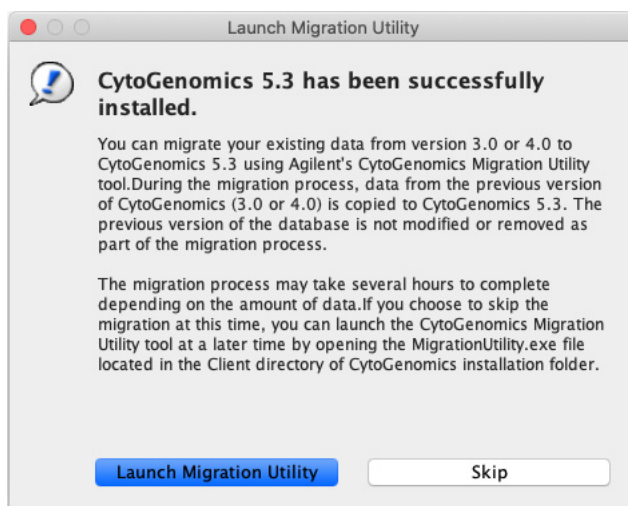 Launch Migration Utility
CytoGenomics 5.3 has been successfully
installed.
You can migrate your existing data from version 3.0 or 4.0 to
CytoGenomics 5.3 using Agilent's CytoGenomics Migration Utility
tool.During the migration process, data from the previous version
of CytoGenomics (3.0 or 4.0) is copied to CytoGenomics 5.3. The
previous version of the database is not modified or removed as
part of the migration process.
The migration process may take several hours to complete
depending on the amount of data.If you choose to skip the
migration at this time, you can launch the CytoGenomics Migration
Utility tool at a later time by opening the MigrationUtility.exe file
located in the Client directory of CytoGenomics installation folder.
Launch Migration Utility
Skip